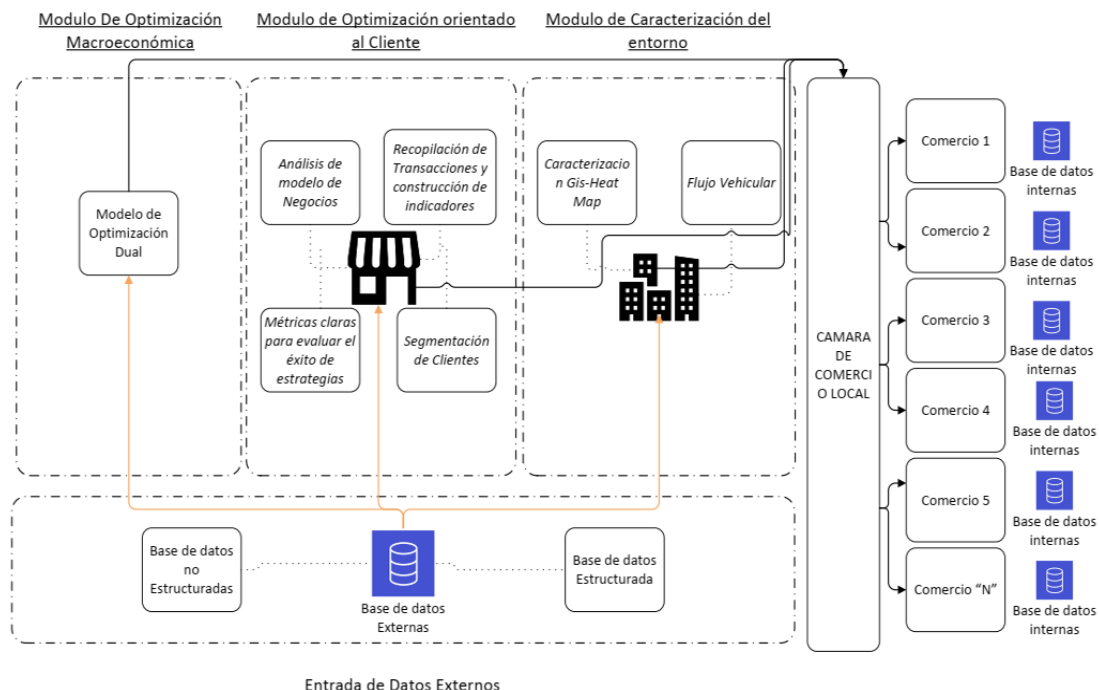 Modulo De Optimización
Macroeconómica
Modulo de Optimización orientado
al Cliente
Modulo de Caracterización del
entorno
Modelo de
Optimización
Dual
Análisis de
modelo de
Negocios
Recopilación de
Transacciones y
construcción de
indicadores
Métricas claras
para evaluar el
éxito de
estrategias
Segmentación
de Clientes
Caracterizacio
n Gis-Heat
Map
Flujo Vehicular
CAMARA
DE
COMERCI
O LOCAL
Comercio 1
Base de datos
internas
Comercio 2
Base de datos
internas
Comercio 3
Base de datos
internas
Comercio 4
Base de datos
internas
Comercio 5
Base de datos
internas
Comercio “N”
Base de datos
internas
Base de datos
no
Estructuradas
Base de datos
Externas
Base de datos
Estructurada
Entrada de Datos Externos